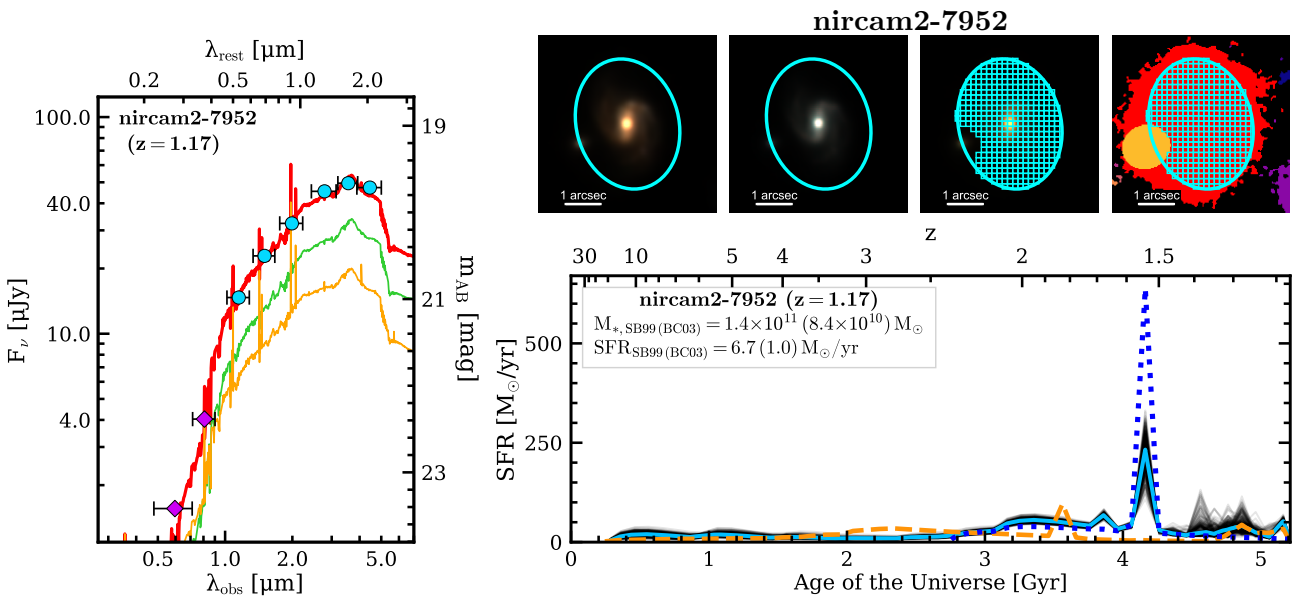 nircam2-7952
λrest [μm]
0.2 0.5 1.0 2.0
nircam2-7952
(z = 1.17)
100.0
40.0
10.0
4.0
Fν [μJy]
19
21
23
mAB [mag]
0.5 1.0 2.0 5.0
λobs [μm]
1 arcsec
1 arcsec
1 arcsec
1 arcsec
z
30 10 5 4 3 2 1.5
nircam2-7952 (z = 1.17)
M*,SB99 (BC03) = 1.4×10¹¹ (8.4×10¹⁰) M⊙
SFRSB99 (BC03) = 6.7 (1.0) M⊙/yr
500
250
0
SFR [M⊙/yr]
0 1 2 3 4 5
Age of the Universe [Gyr]